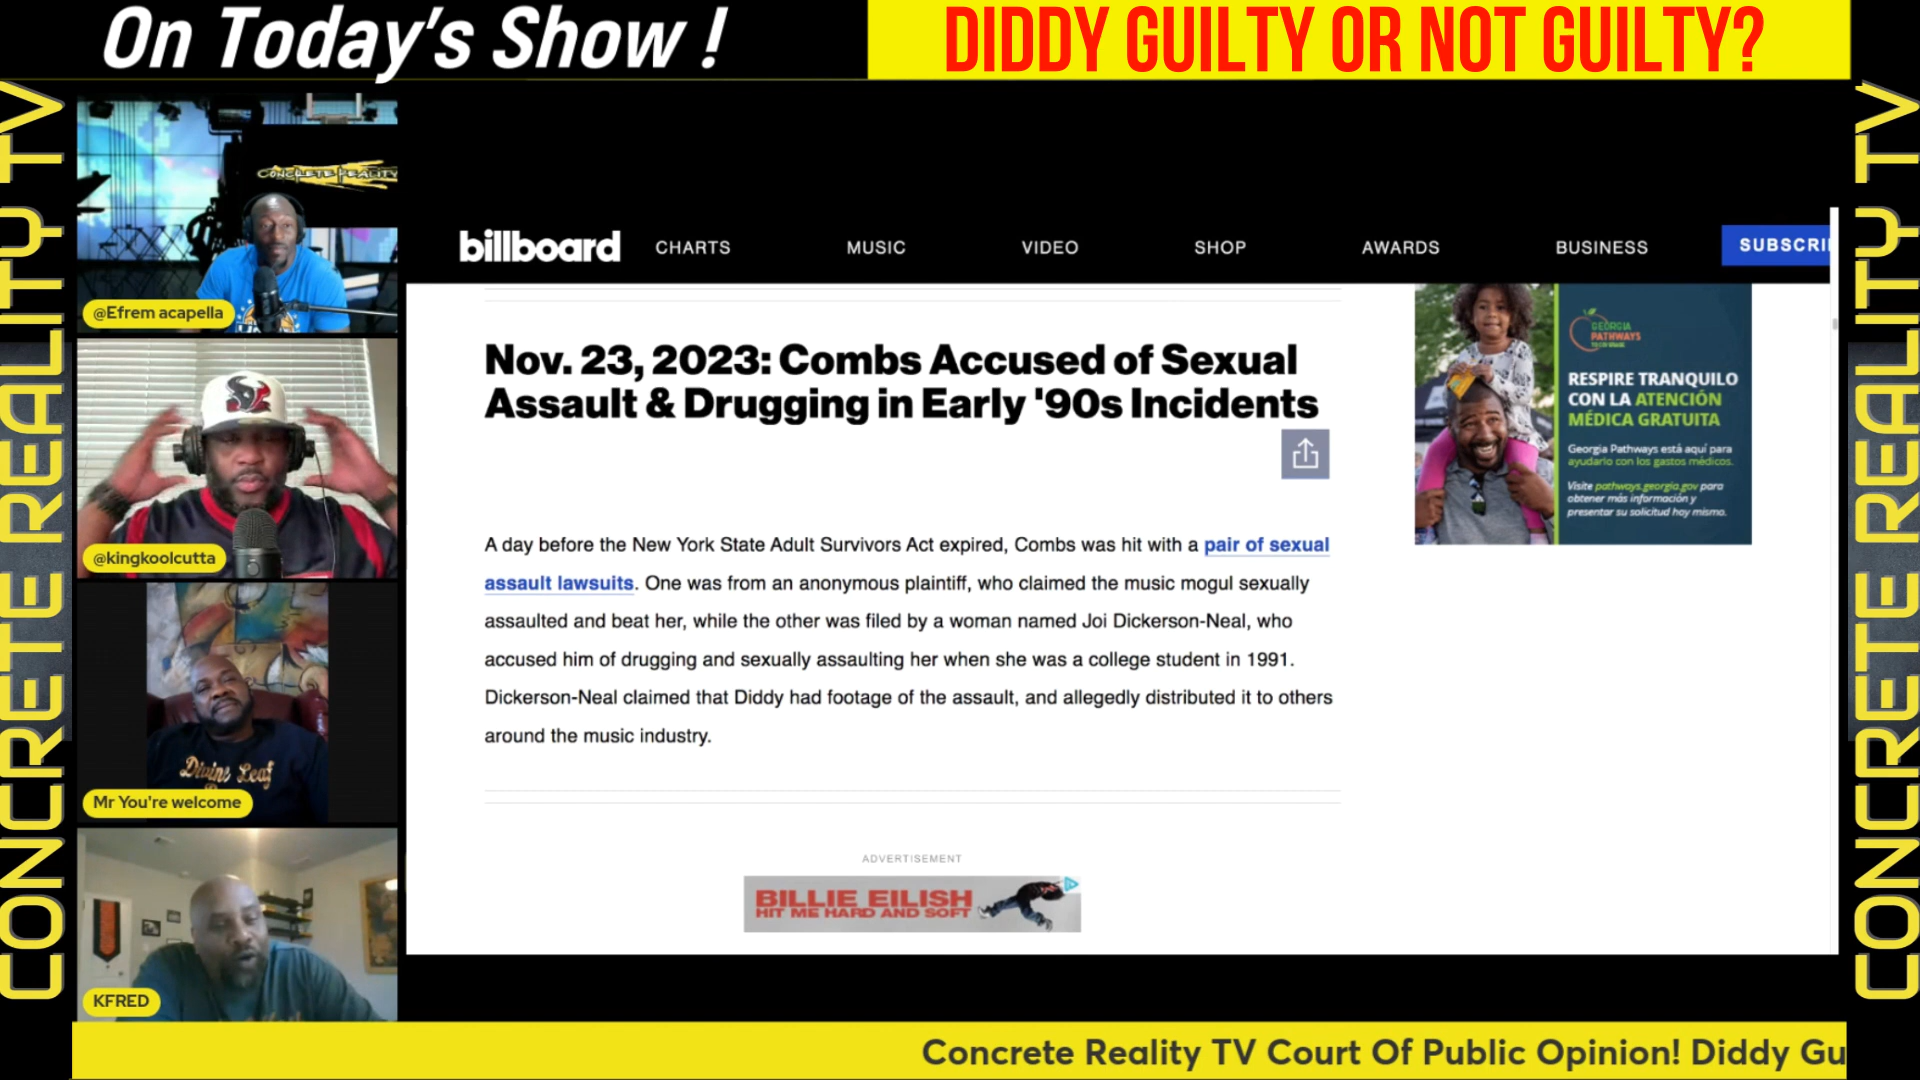 On Today's Show !
DIDDY GUILTY OR NOT GUILTY?
CONCRETE REALITY TV
CONCRETE REALITY
@Efrem acapella
@kingkoolcutta
Divine Leaf
Mr You're welcome
KFRED
billboard
CHARTS
MUSIC
VIDEO
SHOP
AWARDS
BUSINESS
SUBSCRI
Nov. 23, 2023: Combs Accused of Sexual
Assault & Drugging in Early '90s Incidents
A day before the New York State Adult Survivors Act expired, Combs was hit with a pair of sexual
assault lawsuits. One was from an anonymous plaintiff, who claimed the music mogul sexually
assaulted and beat her, while the other was filed by a woman named Joi Dickerson-Neal, who
accused him of drugging and sexually assaulting her when she was a college student in 1991.
Dickerson-Neal claimed that Diddy had footage of the assault, and allegedly distributed it to others
around the music industry.
ADVERTISEMENT
BILLIE EILISH
HIT ME HARD AND SOFT
GEORGIA
PATHWAYS
RESPIRE TRANQUILO
CON LA ATENCIÓN
MÉDICA GRATUITA
Georgia Pathways está aquí para
ayudarlo con los gastos médicos.
Visite pathways.georgia.gov para
obtener más información y
presentar su solicitud hoy mismo.
CONCRETE REALITY TV
Concrete Reality TV Court Of Public Opinion! Diddy Gu